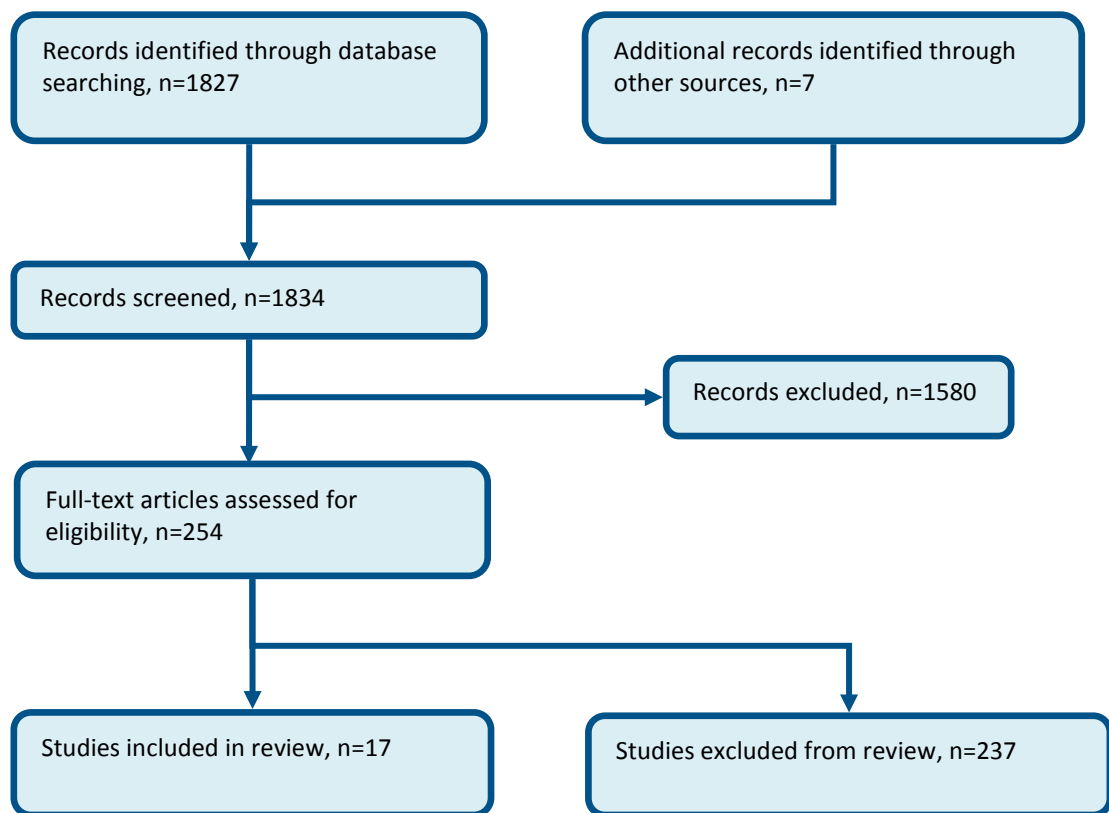 Records identified through database
searching, n=1827
Additional records identified through
other sources, n=7
Records screened, n=1834
Records excluded, n=1580
Full-text articles assessed for
eligibility, n=254
Studies included in review, n=17
Studies excluded from review, n=237